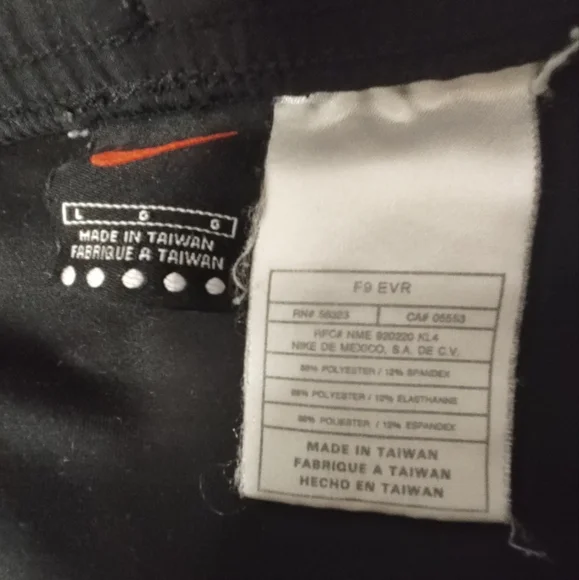 L G G
MADE IN TAIWAN
FABRIQUE A TAIWAN
F9 EVR
RN# 56323 CA# 05553
RFC# NME 920220 KL4
NIKE DE MEXICO, S.A. DE C.V.
88% POLYESTER / 12% SPANDEX
88% POLYESTER / 12% ELASTHANNE
88% POLIESTER / 12% ESPANDEX
MADE IN TAIWAN
FABRIQUE A TAIWAN
HECHO EN TAIWAN